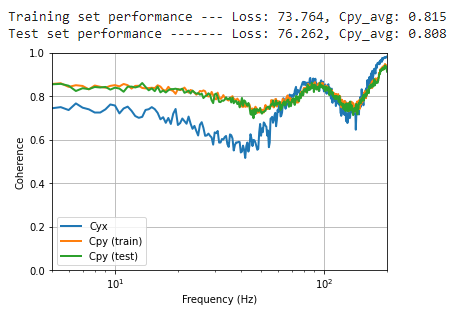 Training set performance --- Loss: 73.764, Cpy_avg: 0.815
Test set performance ------- Loss: 76.262, Cpy_avg: 0.808
1.0
0.8
0.6
0.4
0.2
0.0
Coherence
Cyx
Cpy (train)
Cpy (test)
10¹
10²
Frequency (Hz)